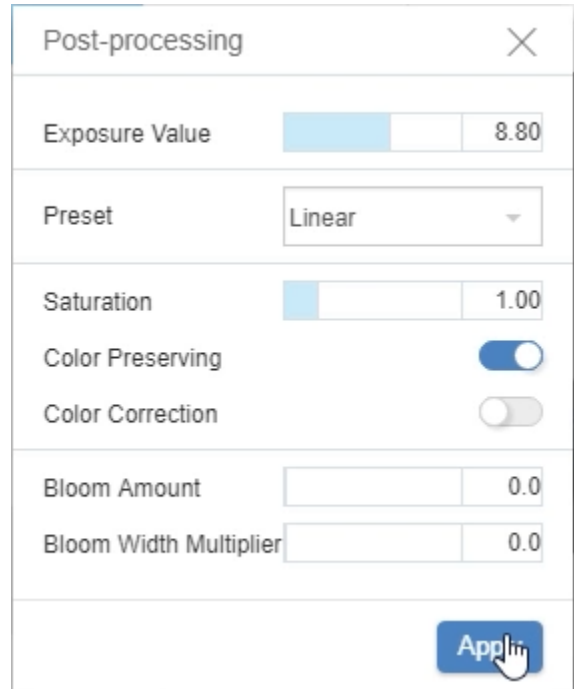 Post-processing
Exposure Value 8.80
Preset Linear
Saturation 1.00
Color Preserving
Color Correction
Bloom Amount 0.0
Bloom Width Multiplier 0.0
Apply